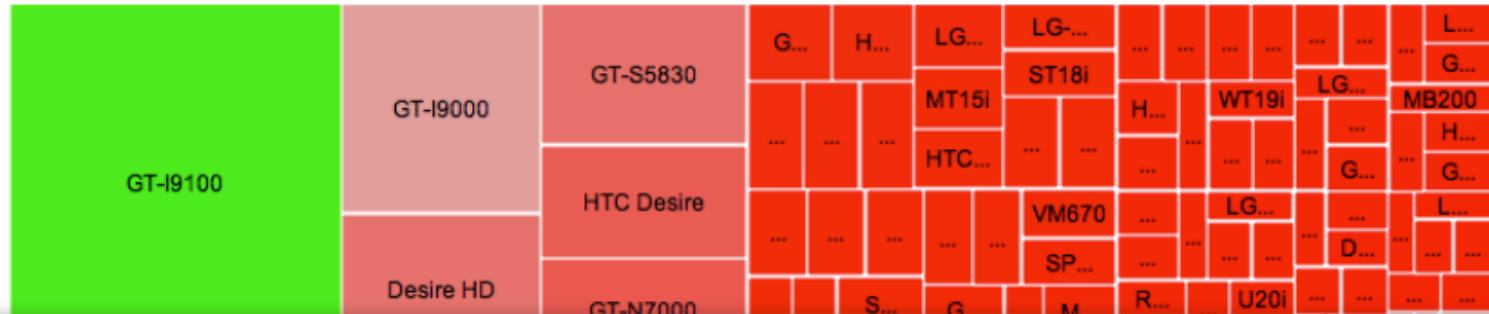 GT-I9100
GT-I9000
Desire HD
GT-S5830
HTC Desire
GT-N7000
G...
H...
LG...
LG-...
MT15i
ST18i
HTC...
VM670
SP...
S...
G...
M...
H...
WT19i
LG...
R...
U20i
LG...
G...
D...
L...
G...
MB200
H...
G...
L...